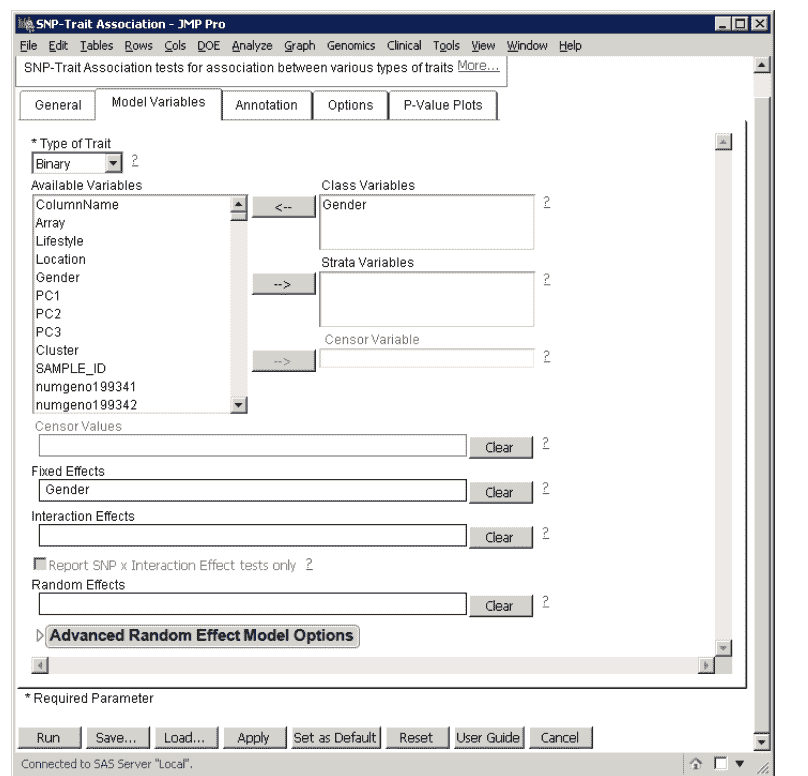 SNP-Trait Association - JMP Pro
File Edit Tables Rows Cols DOE Analyze Graph Genomics Clinical Tools View Window Help
SNP-Trait Association tests for association between various types of traits More...
General Model Variables Annotation Options P-Value Plots
* Type of Trait
Binary ?
Available Variables Class Variables
ColumnName <-- Gender ?
Array
Lifestyle
Location Strata Variables
Gender --> ?
PC1
PC2
PC3 Censor Variable
Cluster --> ?
SAMPLE_ID
numgeno199341
numgeno199342
Censor Values
Clear ?
Fixed Effects
Gender Clear ?
Interaction Effects
Clear ?
Report SNP x Interaction Effect tests only ?
Random Effects
Clear ?
Advanced Random Effect Model Options
* Required Parameter
Run Save... Load... Apply Set as Default Reset User Guide Cancel
Connected to SAS Server "Local".